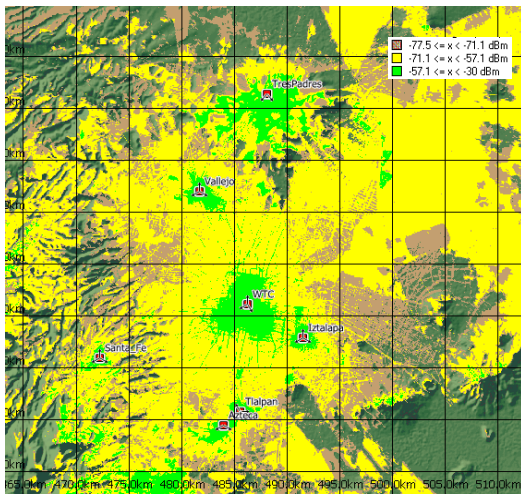 -77.5 <= x < -71.1 dBm
-71.1 <= x < -57.1 dBm
-57.1 <= x < -30 dBm
TresPadres
Vallejo
WTC
Iztalapa
Santa_Fe
Tlalpan
Azteca
470.0km 475.0km 480.0km 485.0km 490.0km 495.0km 500.0km 505.0km 510.0km